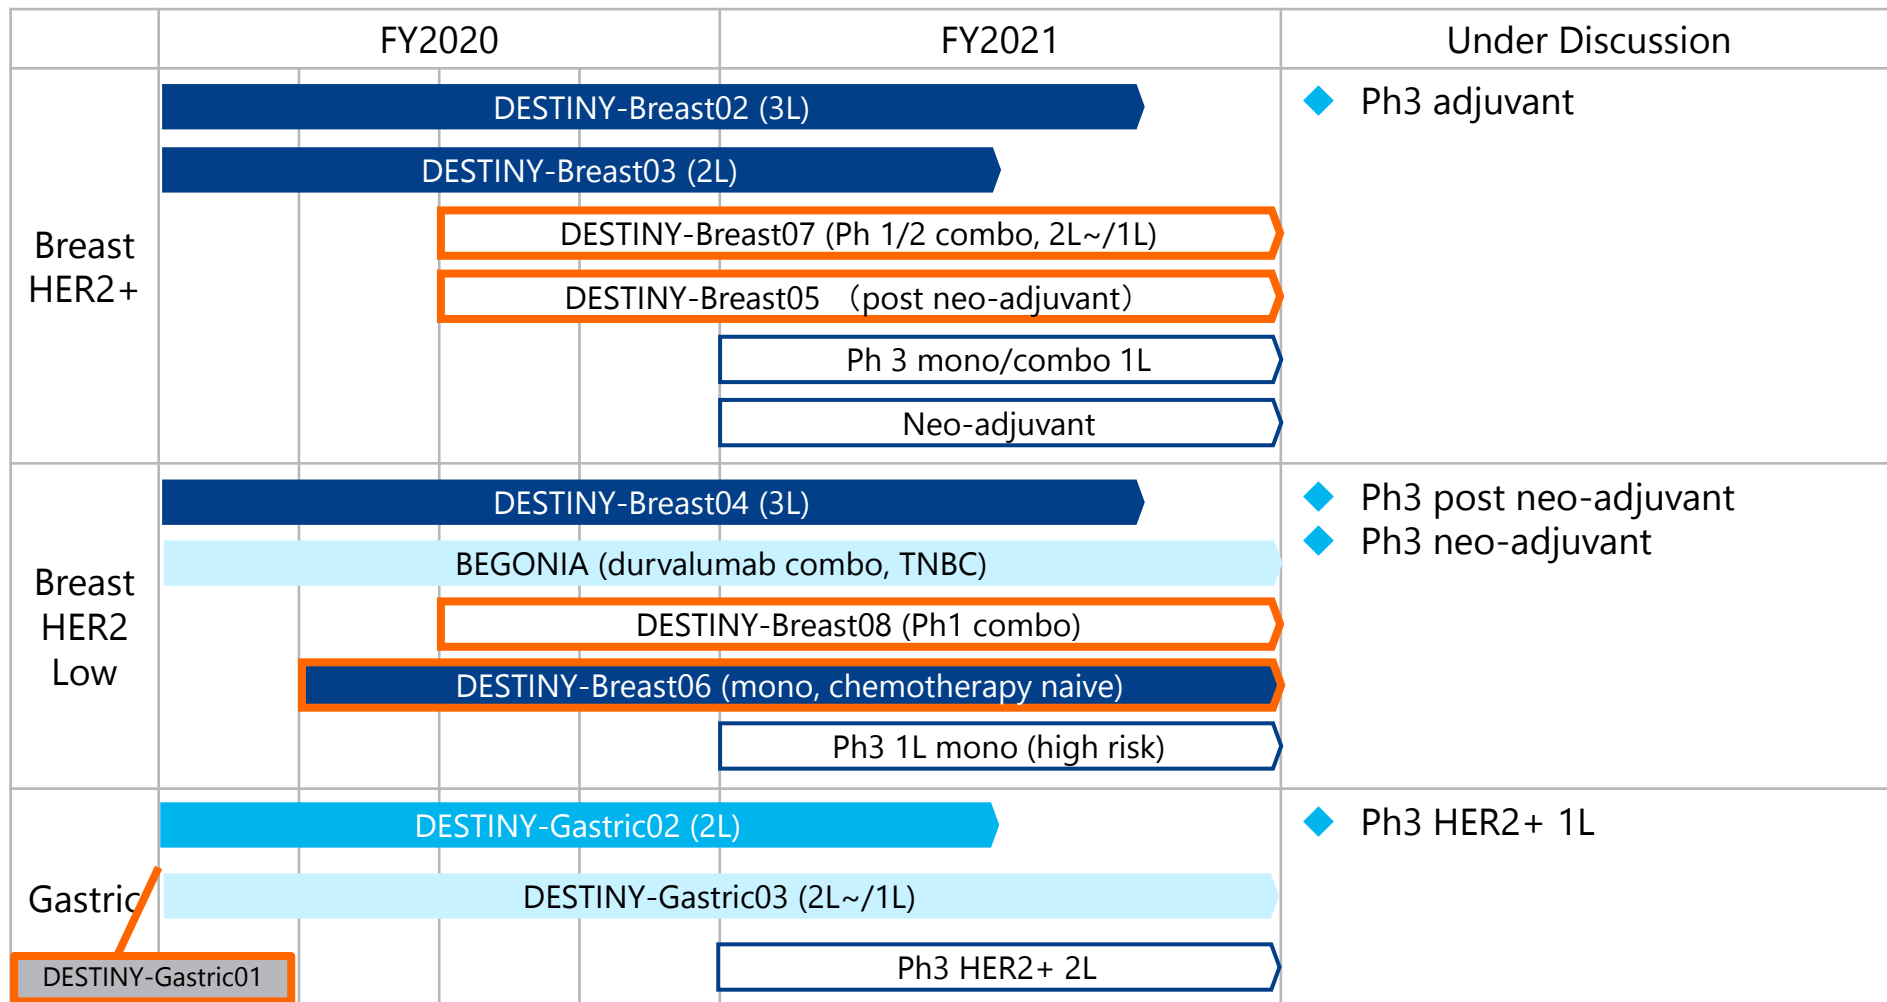 FY2020
FY2021
Under Discussion
Breast
HER2+
DESTINY-Breast02 (3L)
DESTINY-Breast03 (2L)
DESTINY-Breast07 (Ph 1/2 combo, 2L~/1L)
DESTINY-Breast05 （post neo-adjuvant）
Ph 3 mono/combo 1L
Neo-adjuvant
Ph3 adjuvant
Breast
HER2
Low
DESTINY-Breast04 (3L)
BEGONIA (durvalumab combo, TNBC)
DESTINY-Breast08 (Ph1 combo)
DESTINY-Breast06 (mono, chemotherapy naive)
Ph3 1L mono (high risk)
Ph3 post neo-adjuvant
Ph3 neo-adjuvant
Gastric
DESTINY-Gastric02 (2L)
DESTINY-Gastric03 (2L~/1L)
Ph3 HER2+ 2L
Ph3 HER2+ 1L
DESTINY-Gastric01